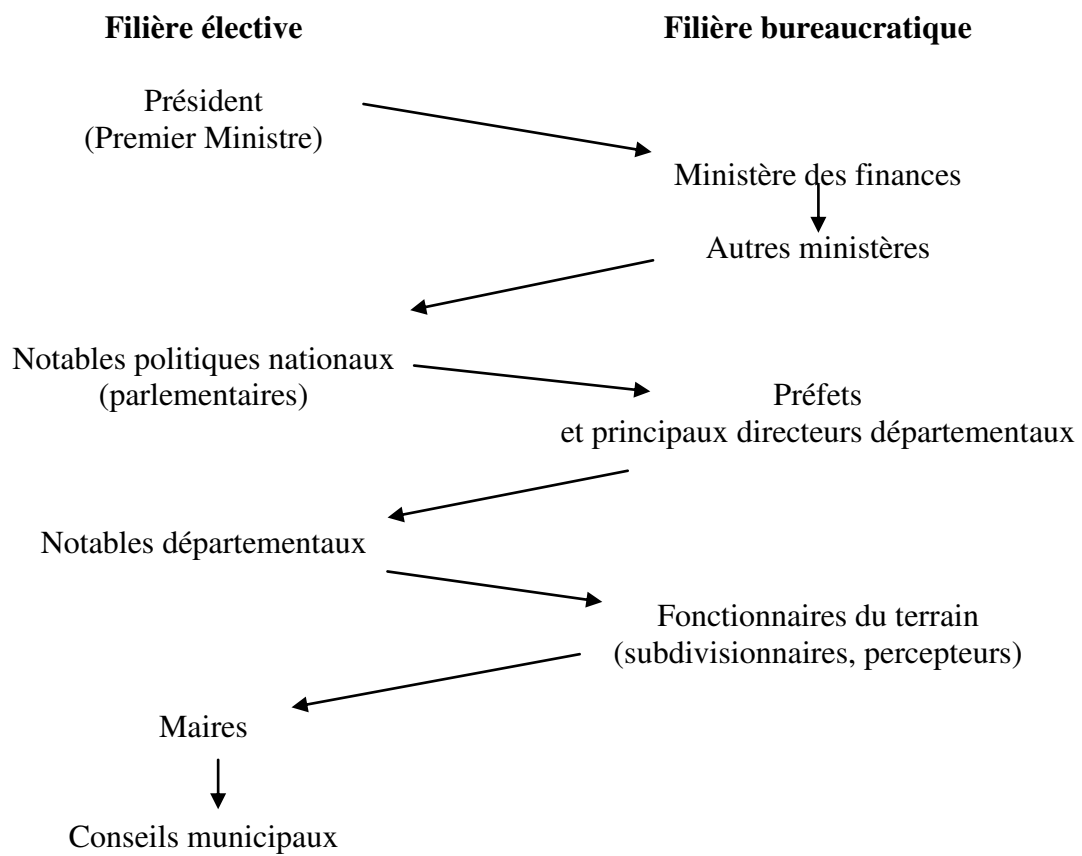 Filière élective
Filière bureaucratique
Président
(Premier Ministre)
Ministère des finances
Autres ministères
Notables politiques nationaux
(parlementaires)
Préfets
et principaux directeurs départementaux
Notables départementaux
Fonctionnaires du terrain
(subdivisionnaires, percepteurs)
Maires
Conseils municipaux